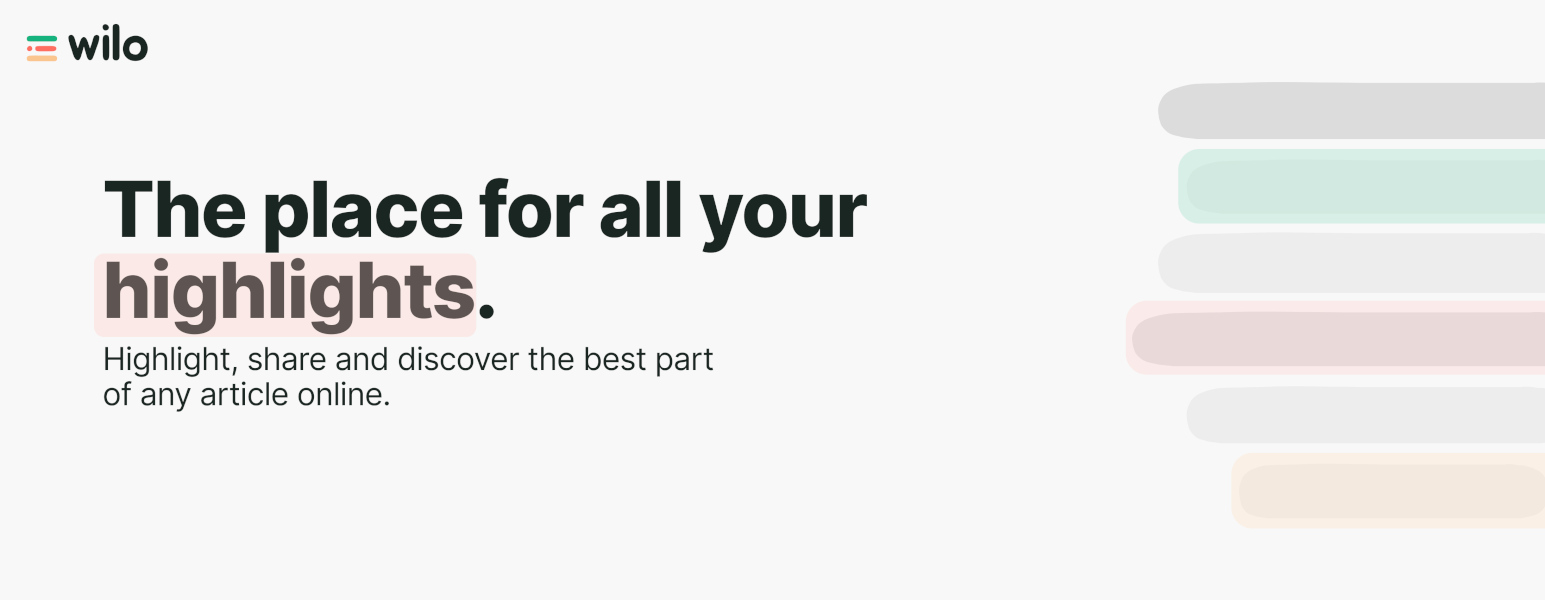 wilo
The place for all your
highlights.
Highlight, share and discover the best part
of any article online.